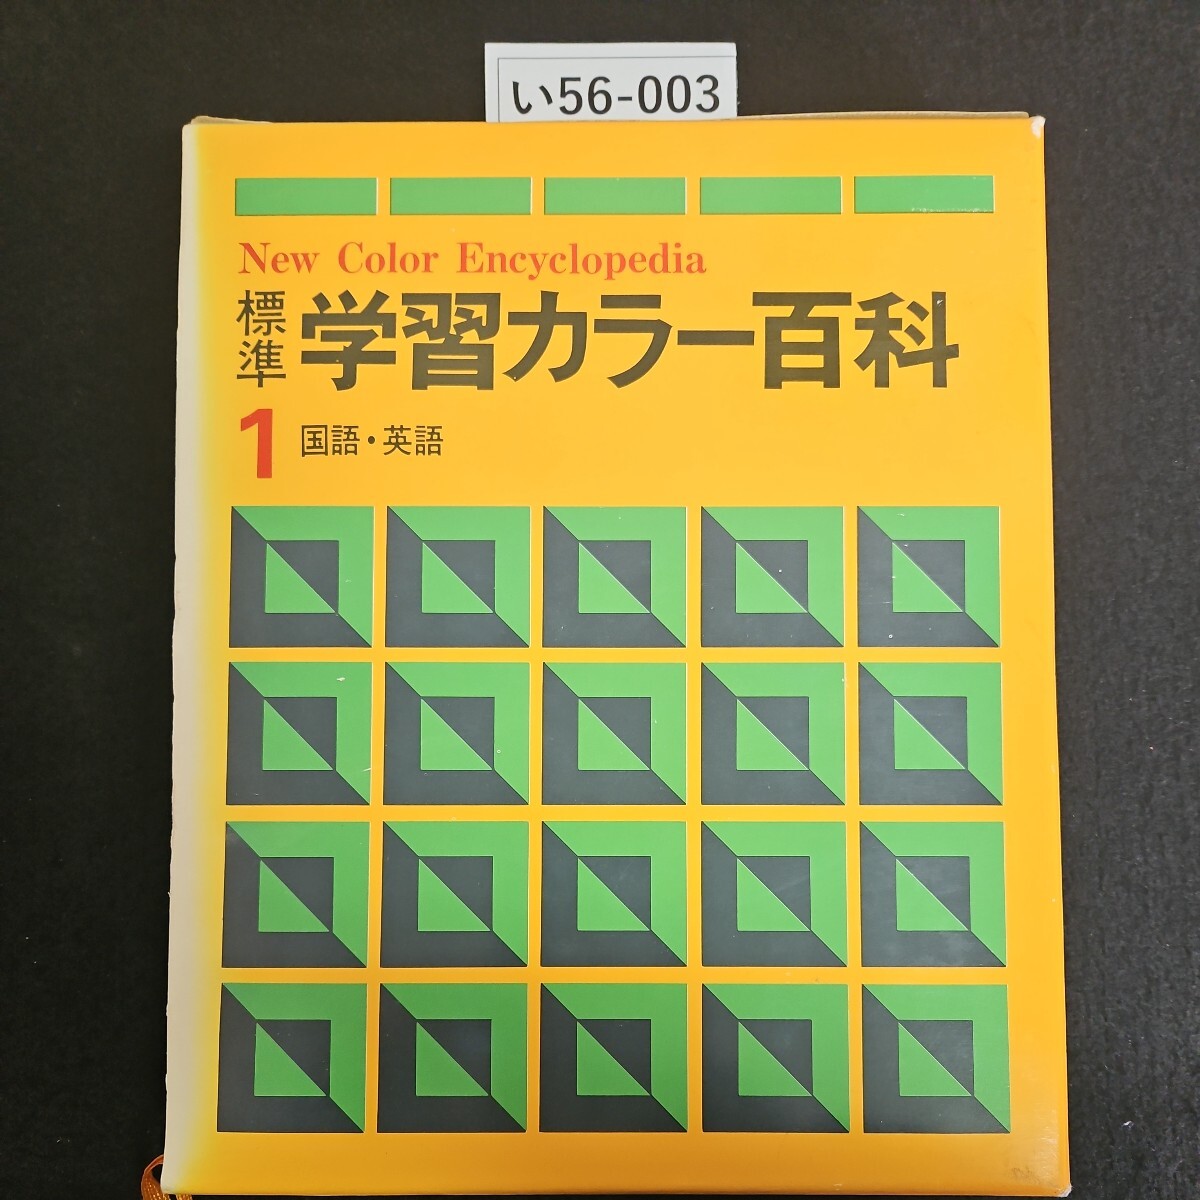 い56-003
New Color Encyclopedia
標準 学習カラー百科
1 国語・英語